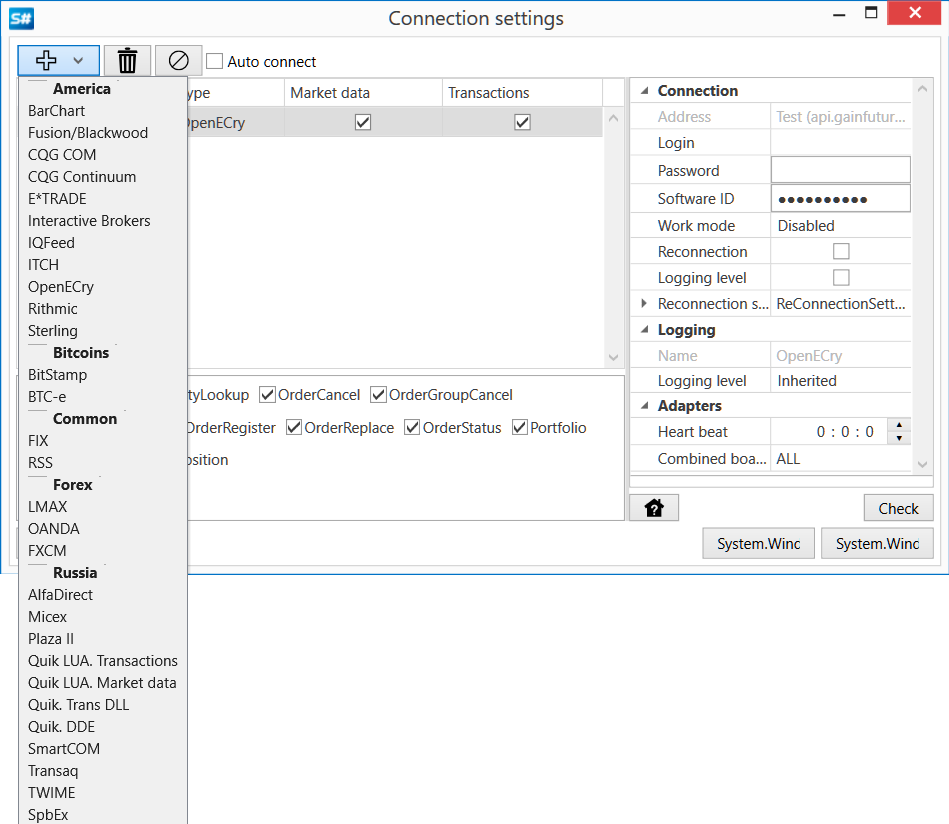 S#
Connection settings
Auto connect
America
BarChart
Fusion/Blackwood
CQG COM
CQG Continuum
E*TRADE
Interactive Brokers
IQFeed
ITCH
OpenECry
Rithmic
Sterling
Bitcoins
BitStamp
BTC-e
Common
FIX
RSS
Forex
LMAX
OANDA
FXCM
Russia
AlfaDirect
Micex
Plaza II
Quik LUA. Transactions
Quik LUA. Market data
Quik. Trans DLL
Quik. DDE
SmartCOM
Transaq
TWIME
SpbEx
ype Market data Transactions
OpenECry
tyLookup OrderCancel OrderGroupCancel
OrderRegister OrderReplace OrderStatus Portfolio
osition
Connection
Address Test (api.gainfutur...
Login
Password
Software ID ●●●●●●●●●●
Work mode Disabled
Reconnection
Logging level
Reconnection s... ReConnectionSett...
Logging
Name OpenECry
Logging level Inherited
Adapters
Heart beat 0 : 0 : 0
Combined boa... ALL
Check
System.Winc System.Winc